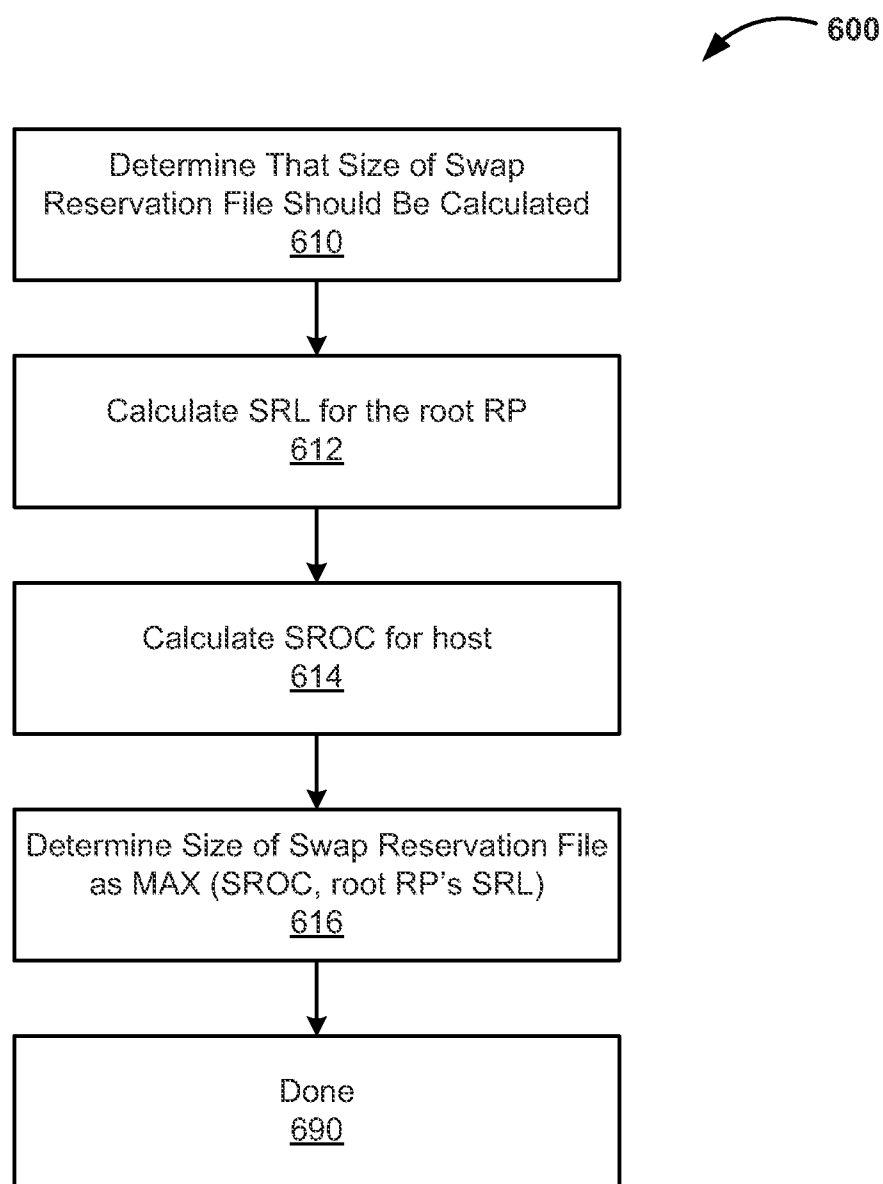 600
Determine That Size of Swap
Reservation File Should Be Calculated
610
Calculate SRL for the root RP
612
Calculate SROC for host
614
Determine Size of Swap Reservation File
as MAX (SROC, root RP's SRL)
616
Done
690